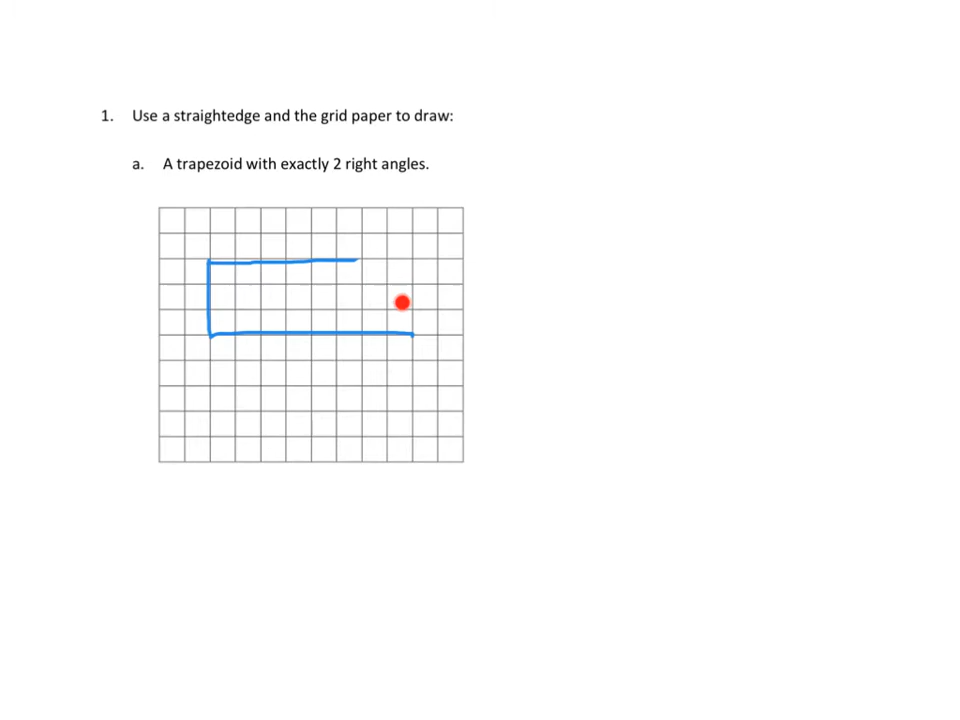 1. Use a straightedge and the grid paper to draw:
a. A trapezoid with exactly 2 right angles.